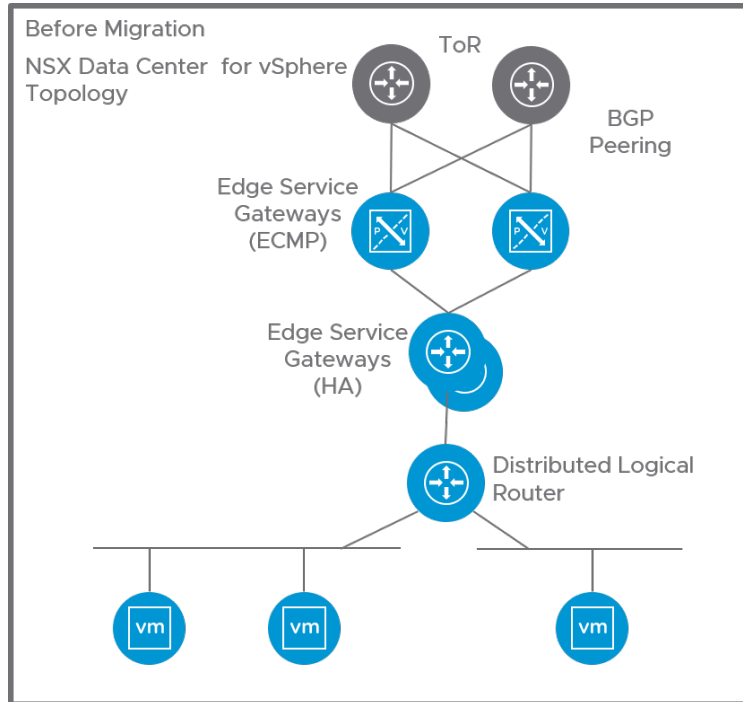 Before Migration
NSX Data Center for vSphere
Topology
ToR
BGP
Peering
Edge Service
Gateways
(ECMP)
P V
P V
Edge Service
Gateways
(HA)
Distributed Logical
Router
vm
vm
vm